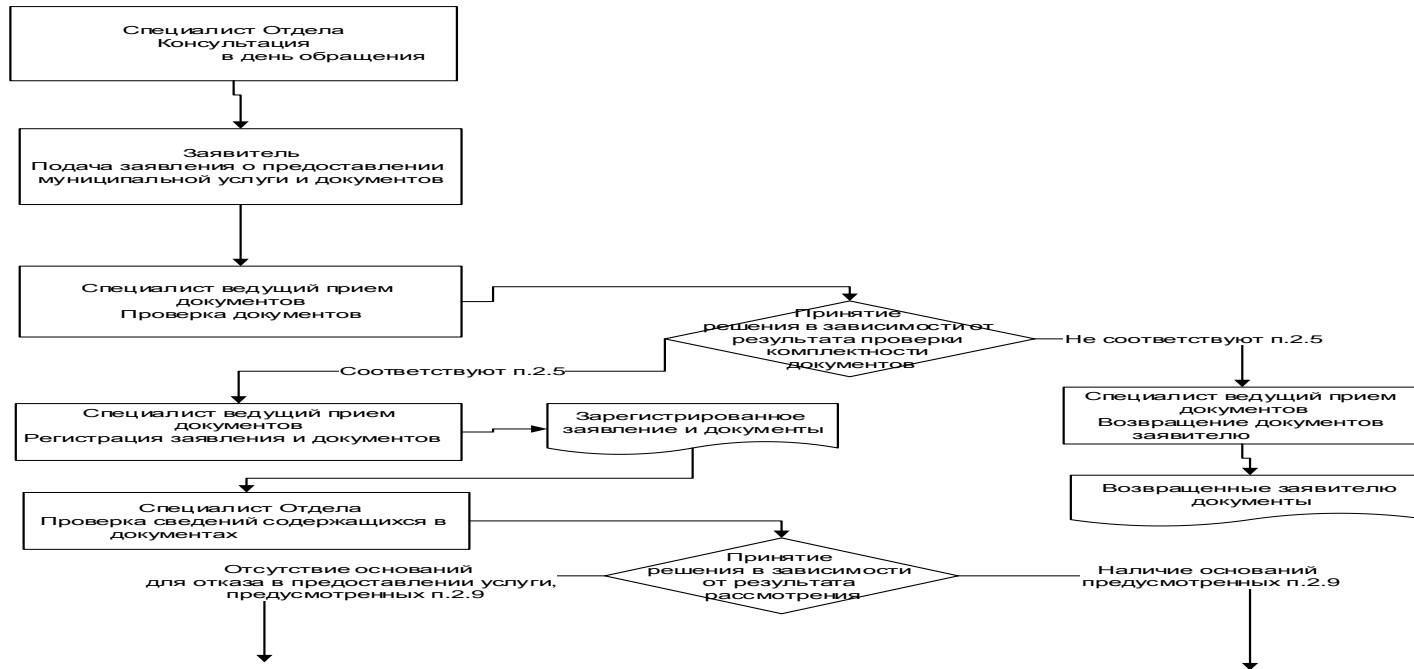 Специалист Отдела
Консультация
в день обращения
Заявитель
Подача заявления о предоставлении
муниципальной услуги и документов
Специалист ведущий прием
документов
Проверка документов
Принятие
решения в зависимости от
результата проверки
комплектности
документов
Не соответствуют п.2.5
Соответствуют п.2.5
Специалист ведущий прием
документов
Регистрация заявления и документов
Зарегистрированное
заявление и документы
Специалист ведущий прием
документов
Возвращение документов
заявителю
Возвращенные заявителю
документы
Специалист Отдела
Проверка сведений содержащихся в
документах
Принятие
решения в зависимости
от результата
рассмотрения
Отсутствие оснований
для отказа в предоставлении услуги,
предусмотренных п.2.9
Наличие оснований
предусмотренных п.2.9